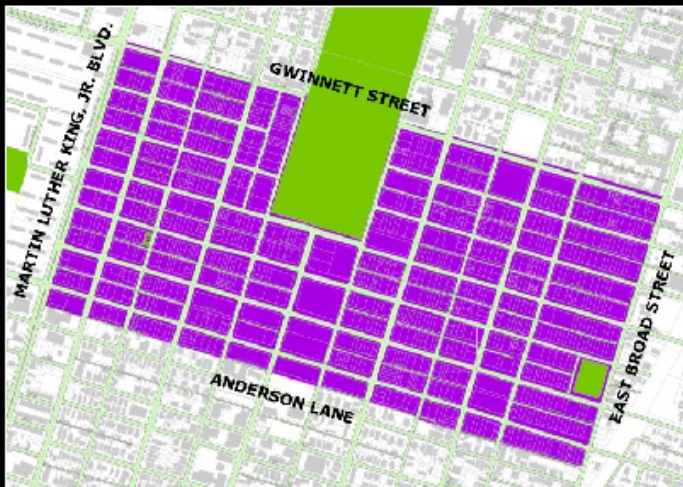 GWINNETT STREET
MARTIN LUTHER KING, JR. BLVD.
EAST BROAD STREET
ANDERSON LANE